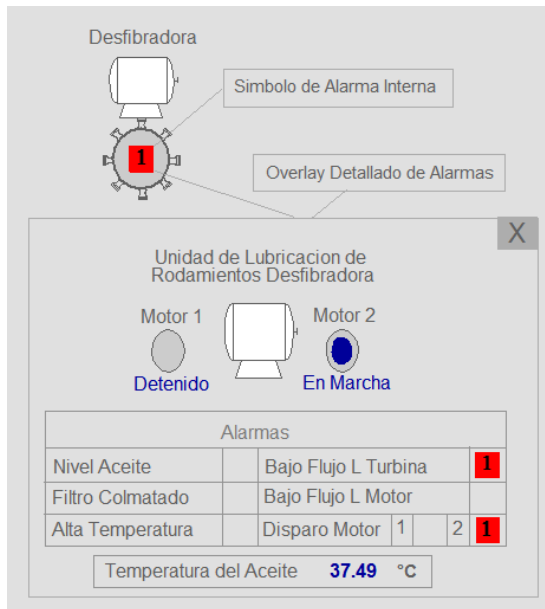 Desfibradora
Simbolo de Alarma Interna
1
Overlay Detallado de Alarmas
X
Unidad de Lubricacion de
Rodamientos Desfibradora
Motor 1
Motor 2
Detenido
En Marcha
Alarmas
Nivel Aceite Bajo Flujo L Turbina 1
Filtro Colmatado Bajo Flujo L Motor
Alta Temperatura Disparo Motor 1 2 1
Temperatura del Aceite 37.49 °C